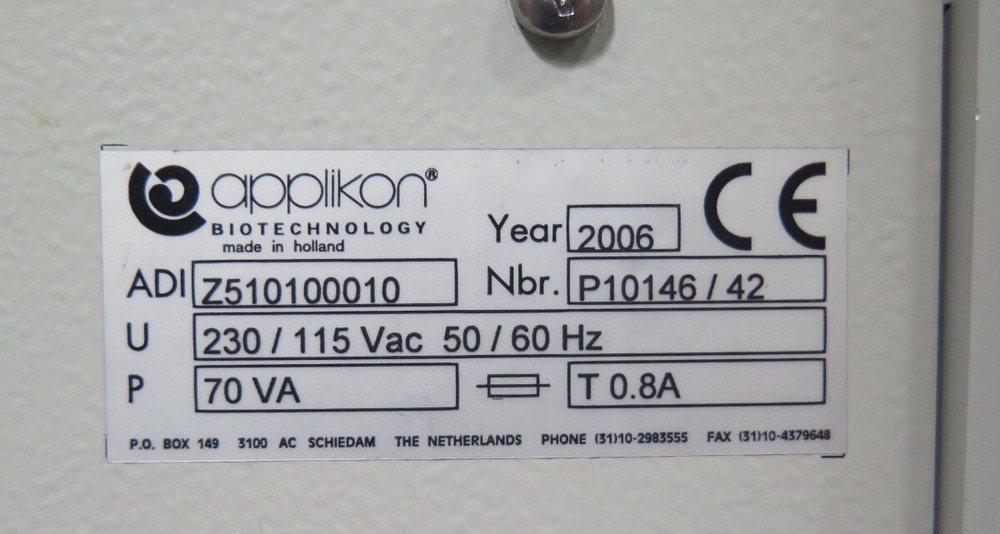 applikon®
BIOTECHNOLOGY
made in holland
CE
Year 2006
ADI Z510100010 Nbr. P10146 / 42
U 230 / 115 Vac 50 / 60 Hz
P 70 VA T 0.8A
P.O. BOX 149 3100 AC SCHIEDAM THE NETHERLANDS PHONE (31)10-2983555 FAX (31)10-4379648